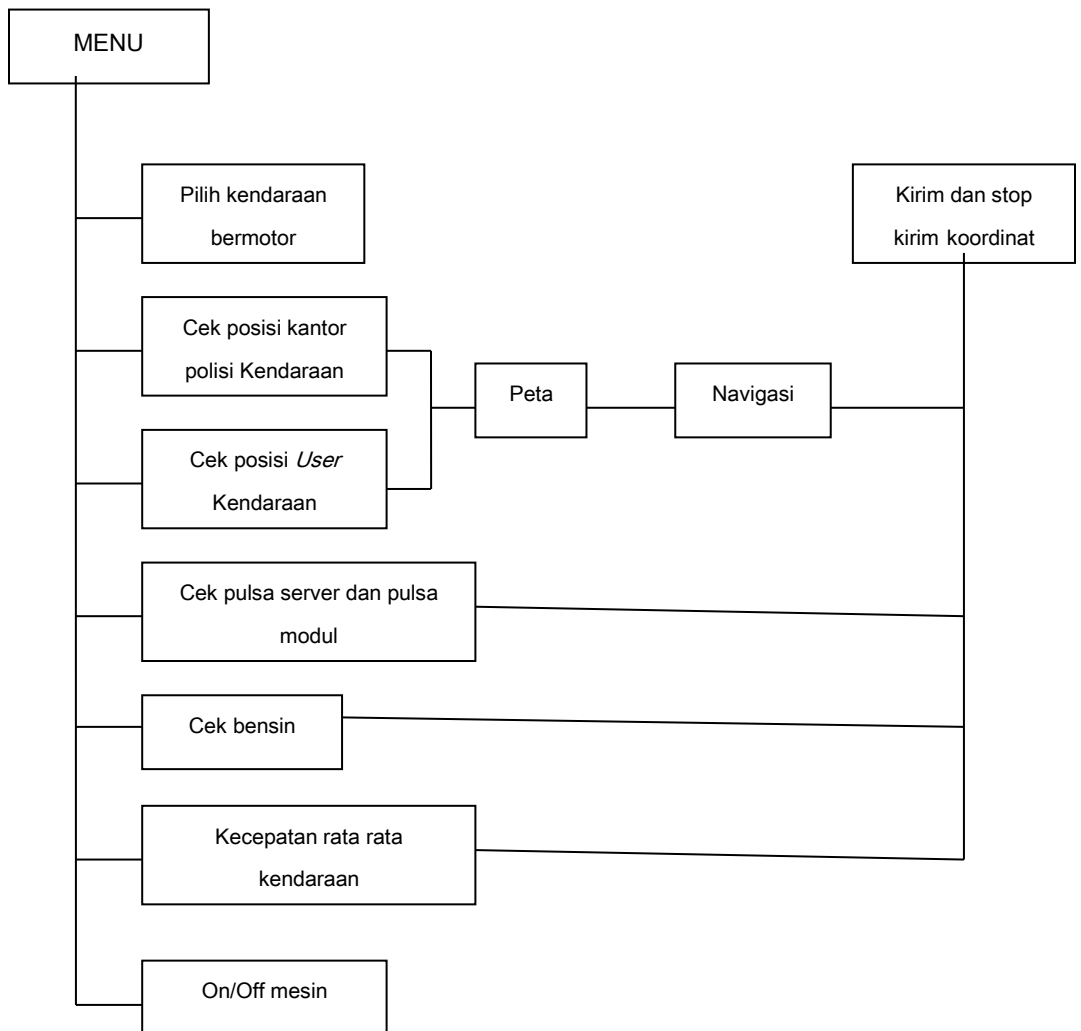 MENU
Pilih kendaraan
bermotor
Kirim dan stop
kirim koordinat
Cek posisi kantor
polisi Kendaraan
Peta
Navigasi
Cek posisi User
Kendaraan
Cek pulsa server dan pulsa
modul
Cek bensin
Kecepatan rata rata
kendaraan
On/Off mesin